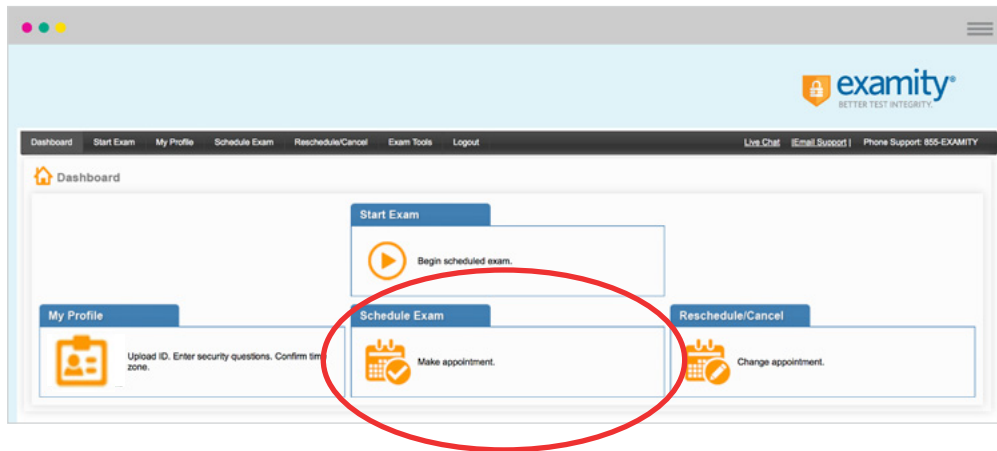 examity®
BETTER TEST INTEGRITY.
Dashboard Start Exam My Profile Schedule Exam Reschedule/Cancel Exam Tools Logout Live Chat |Email Support| Phone Support: 855-EXAMITY
Dashboard
Start Exam
Begin scheduled exam.
My Profile
Upload ID. Enter security questions. Confirm time
zone.
Schedule Exam
Make appointment.
Reschedule/Cancel
Change appointment.